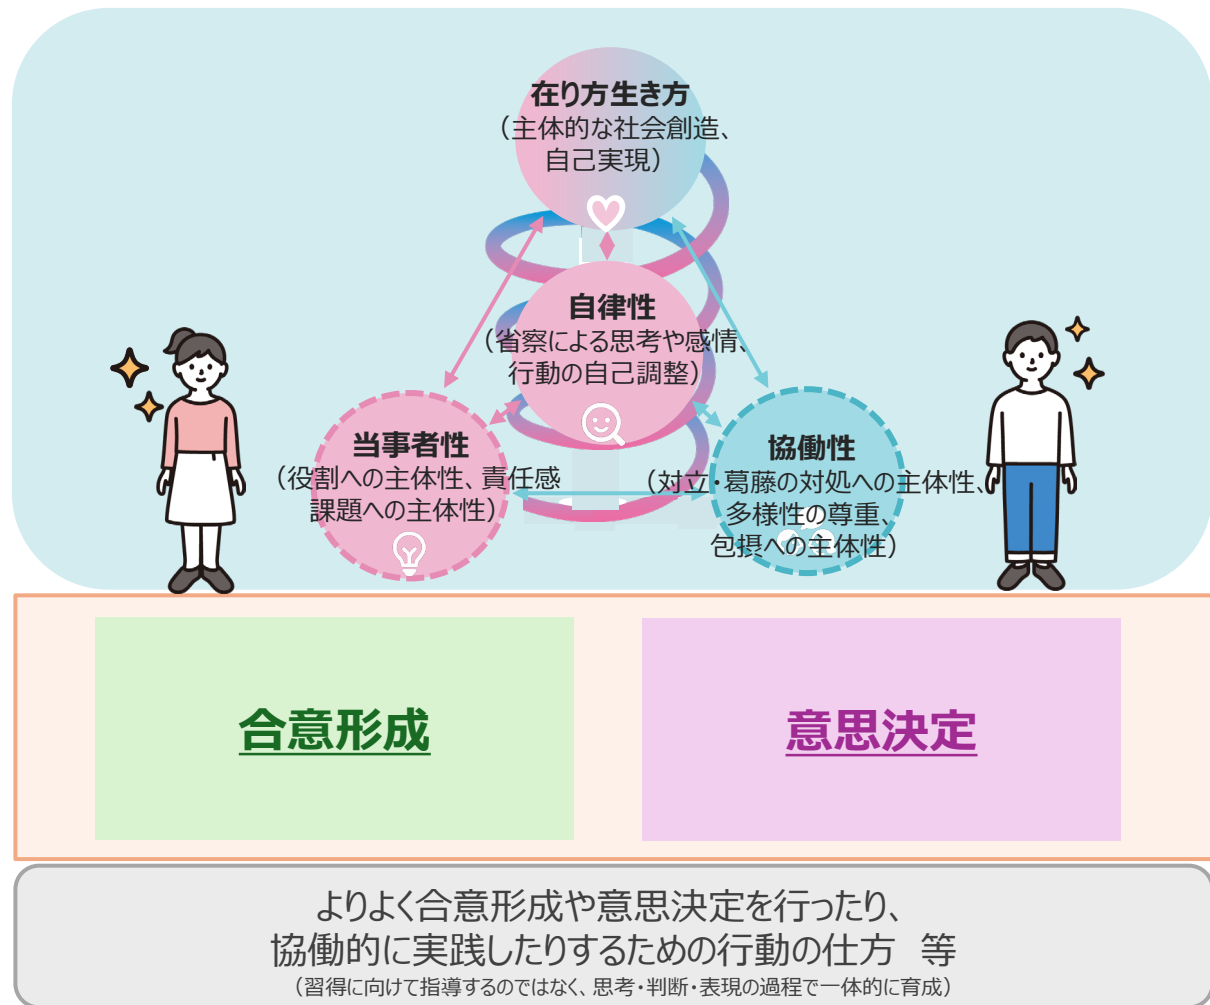 在り方生き方
（主体的な社会創造、
自己実現）
自律性
（省察による思考や感情、
行動の自己調整）
当事者性
（役割への主体性、責任感
課題への主体性）
協働性
（対立・葛藤の対処への主体性、
多様性の尊重、
包摂への主体性）
合意形成
意思決定
よりよく合意形成や意思決定を行ったり、
協働的に実践したりするための行動の仕方　等
（習得に向けて指導するのではなく、思考・判断・表現の過程で一体的に育成）